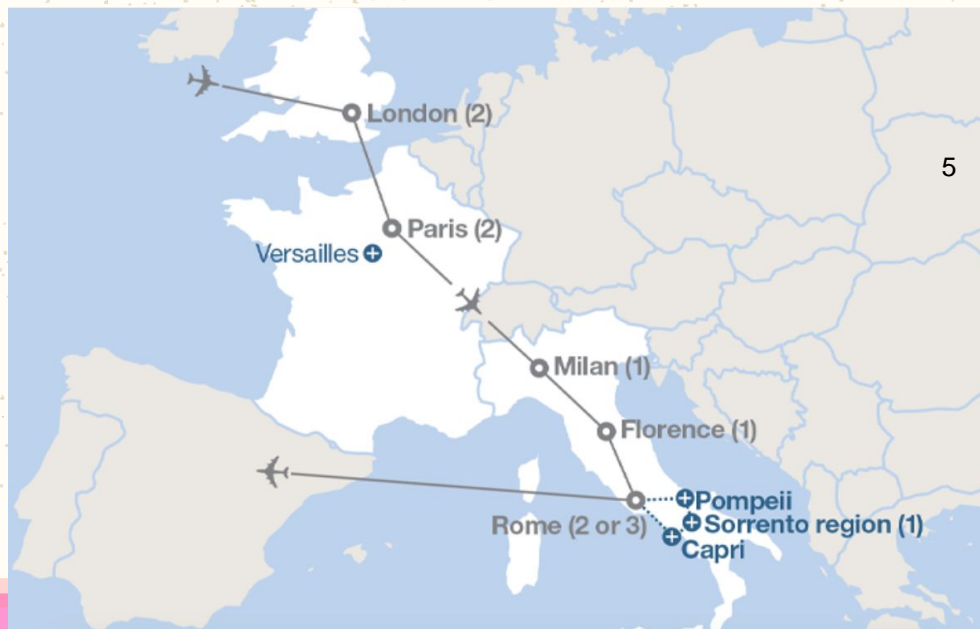 London (2)
5
Paris (2)
Versailles
Milan (1)
Florence (1)
Pompeii
Rome (2 or 3)
Sorrento region (1)
Capri